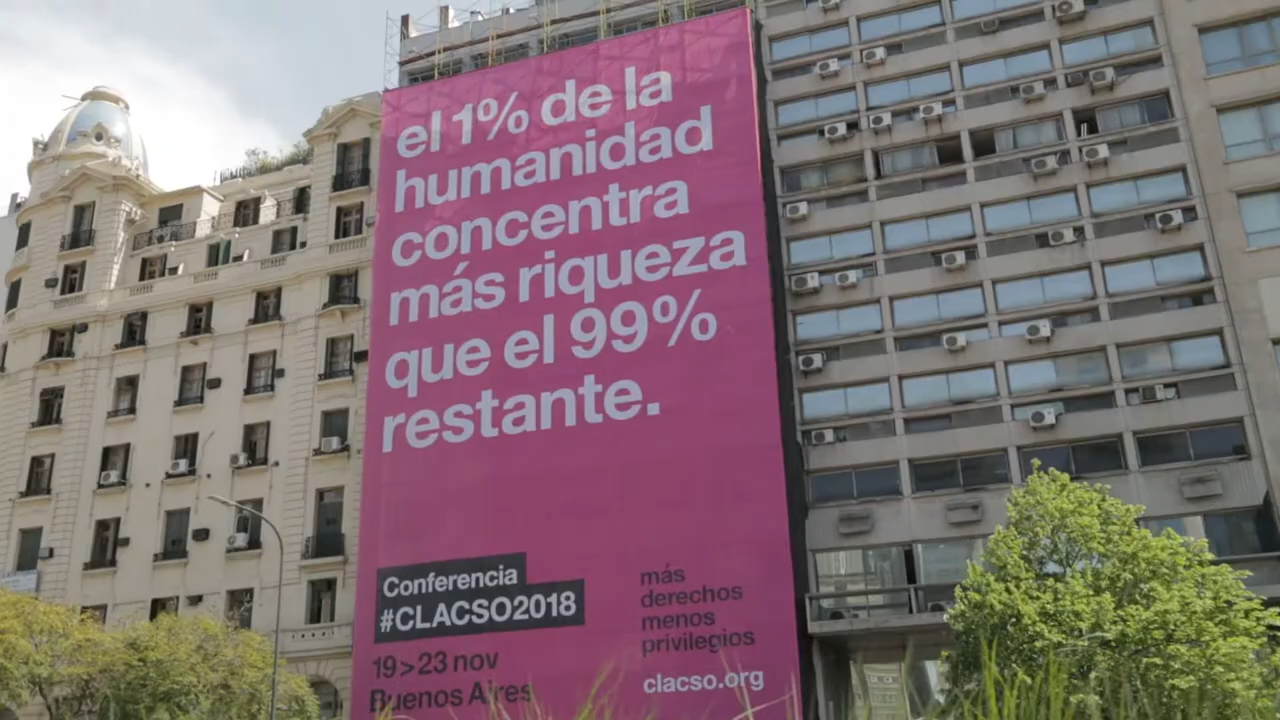 el 1% de la
humanidad
concentra
más riqueza
que el 99%
restante.
Conferencia
#CLACSO2018
19>23 nov
Buenos Aires
más
derechos
menos
privilegios
clacso.org